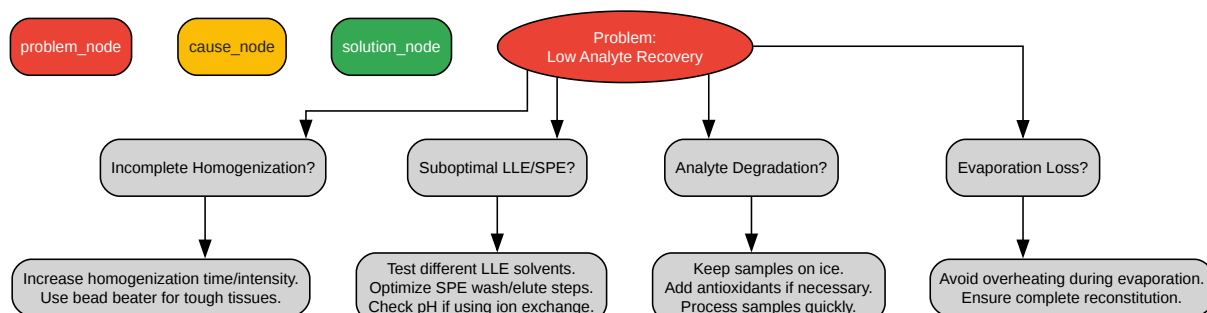 problem_node
cause_node
solution_node
Problem:
Low Analyte Recovery
Incomplete Homogenization?
Suboptimal LLE/SPE?
Analyte Degradation?
Evaporation Loss?
Increase homogenization time/intensity.
Use bead beater for tough tissues.
Test different LLE solvents.
Optimize SPE wash/elute steps.
Check pH if using ion exchange.
Keep samples on ice.
Add antioxidants if necessary.
Process samples quickly.
Avoid overheating during evaporation.
Ensure complete reconstitution.